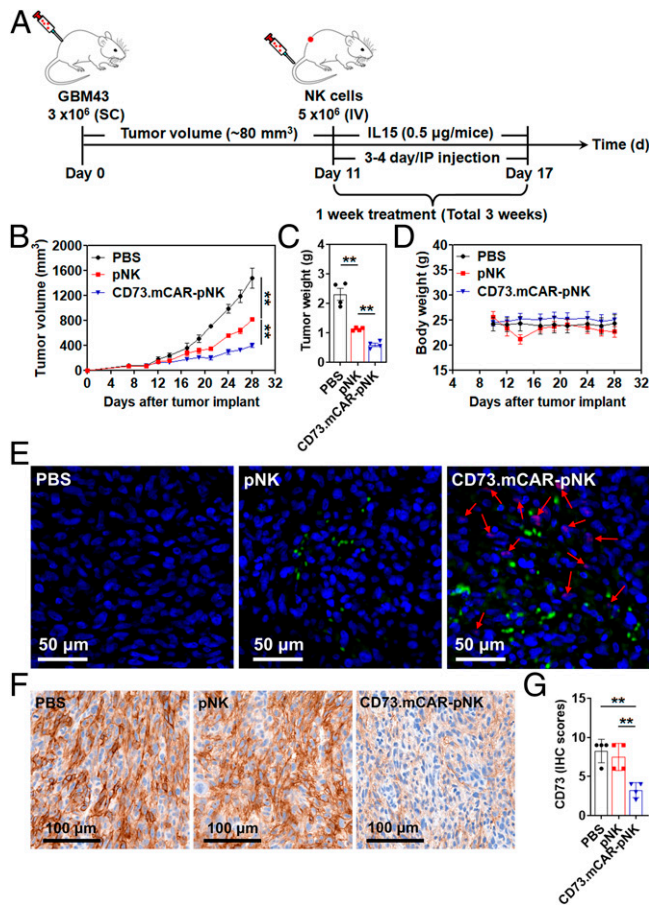 A
GBM43
3 x10⁶ (SC)
NK cells
5 x10⁶ (IV)
Tumor volume (~80 mm³)
IL15 (0.5 µg/mice)
Time (d)
3-4 day/IP injection
Day 0
Day 11
Day 17
1 week treatment (Total 3 weeks)
B
Tumor volume (mm³)
2000
1600
1200
800
400
0
PBS
pNK
CD73.mCAR-pNK
**
**
0 4 8 12 16 20 24 28 32
Days after tumor implant
C
Tumor weight (g)
4
3
2
1
0
**
**
PBS
pNK
CD73.mCAR-pNK
D
Body weight (g)
40
35
30
25
20
15
PBS
pNK
CD73.mCAR-pNK
4 8 12 16 20 24 28 32
Days after tumor implant
E
PBS
50 µm
pNK
50 µm
CD73.mCAR-pNK
50 µm
F
PBS
100 µm
pNK
100 µm
CD73.mCAR-pNK
100 µm
G
CD73 (IHC scores)
20
15
10
5
0
**
**
PBS
pNK
CD73.mCAR-pNK